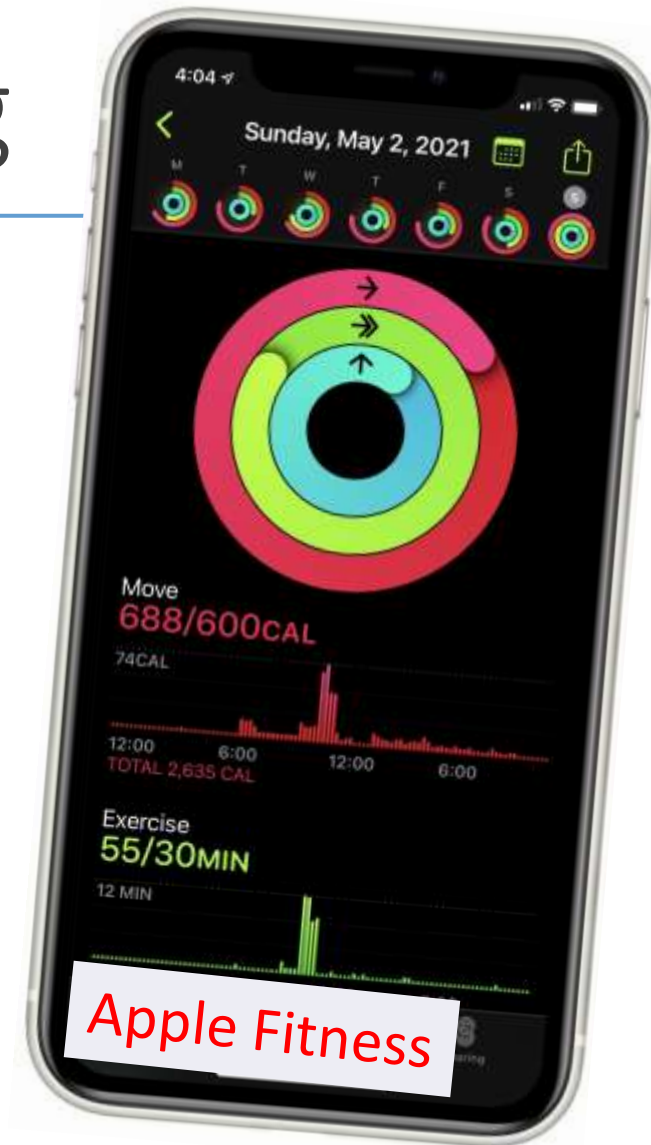 g
4:04
Sunday, May 2, 2021
M T W T F S S
Move
688/600CAL
74CAL
12:00 6:00 12:00 6:00
TOTAL 2,635 CAL
Exercise
55/30MIN
12 MIN
Apple Fitness